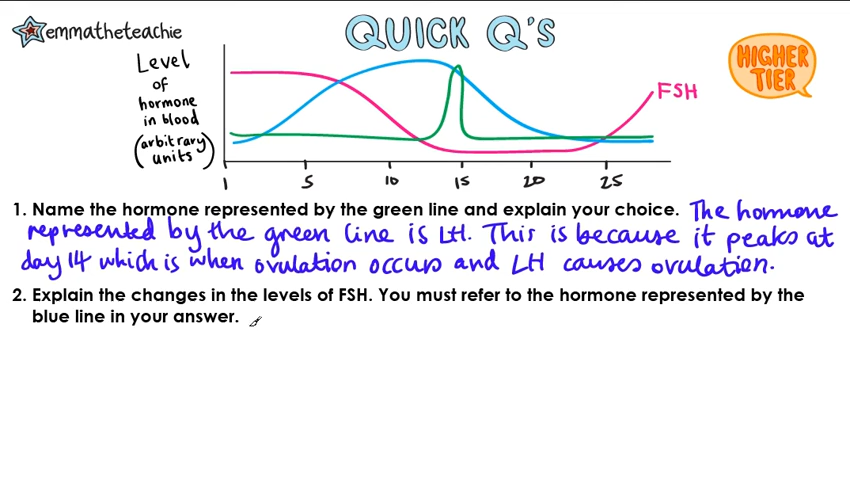 emmatheteachie
QUICK Q'S
HIGHER
TIER
Level
of
hormone
in blood
(arbitrary
units)
FSH
1 5 10 15 20 25
1. Name the hormone represented by the green line and explain your choice. The hormone
represented by the green line is LH. This is because it peaks at
day 14 which is when ovulation occurs and LH causes ovulation.
2. Explain the changes in the levels of FSH. You must refer to the hormone represented by the
blue line in your answer.